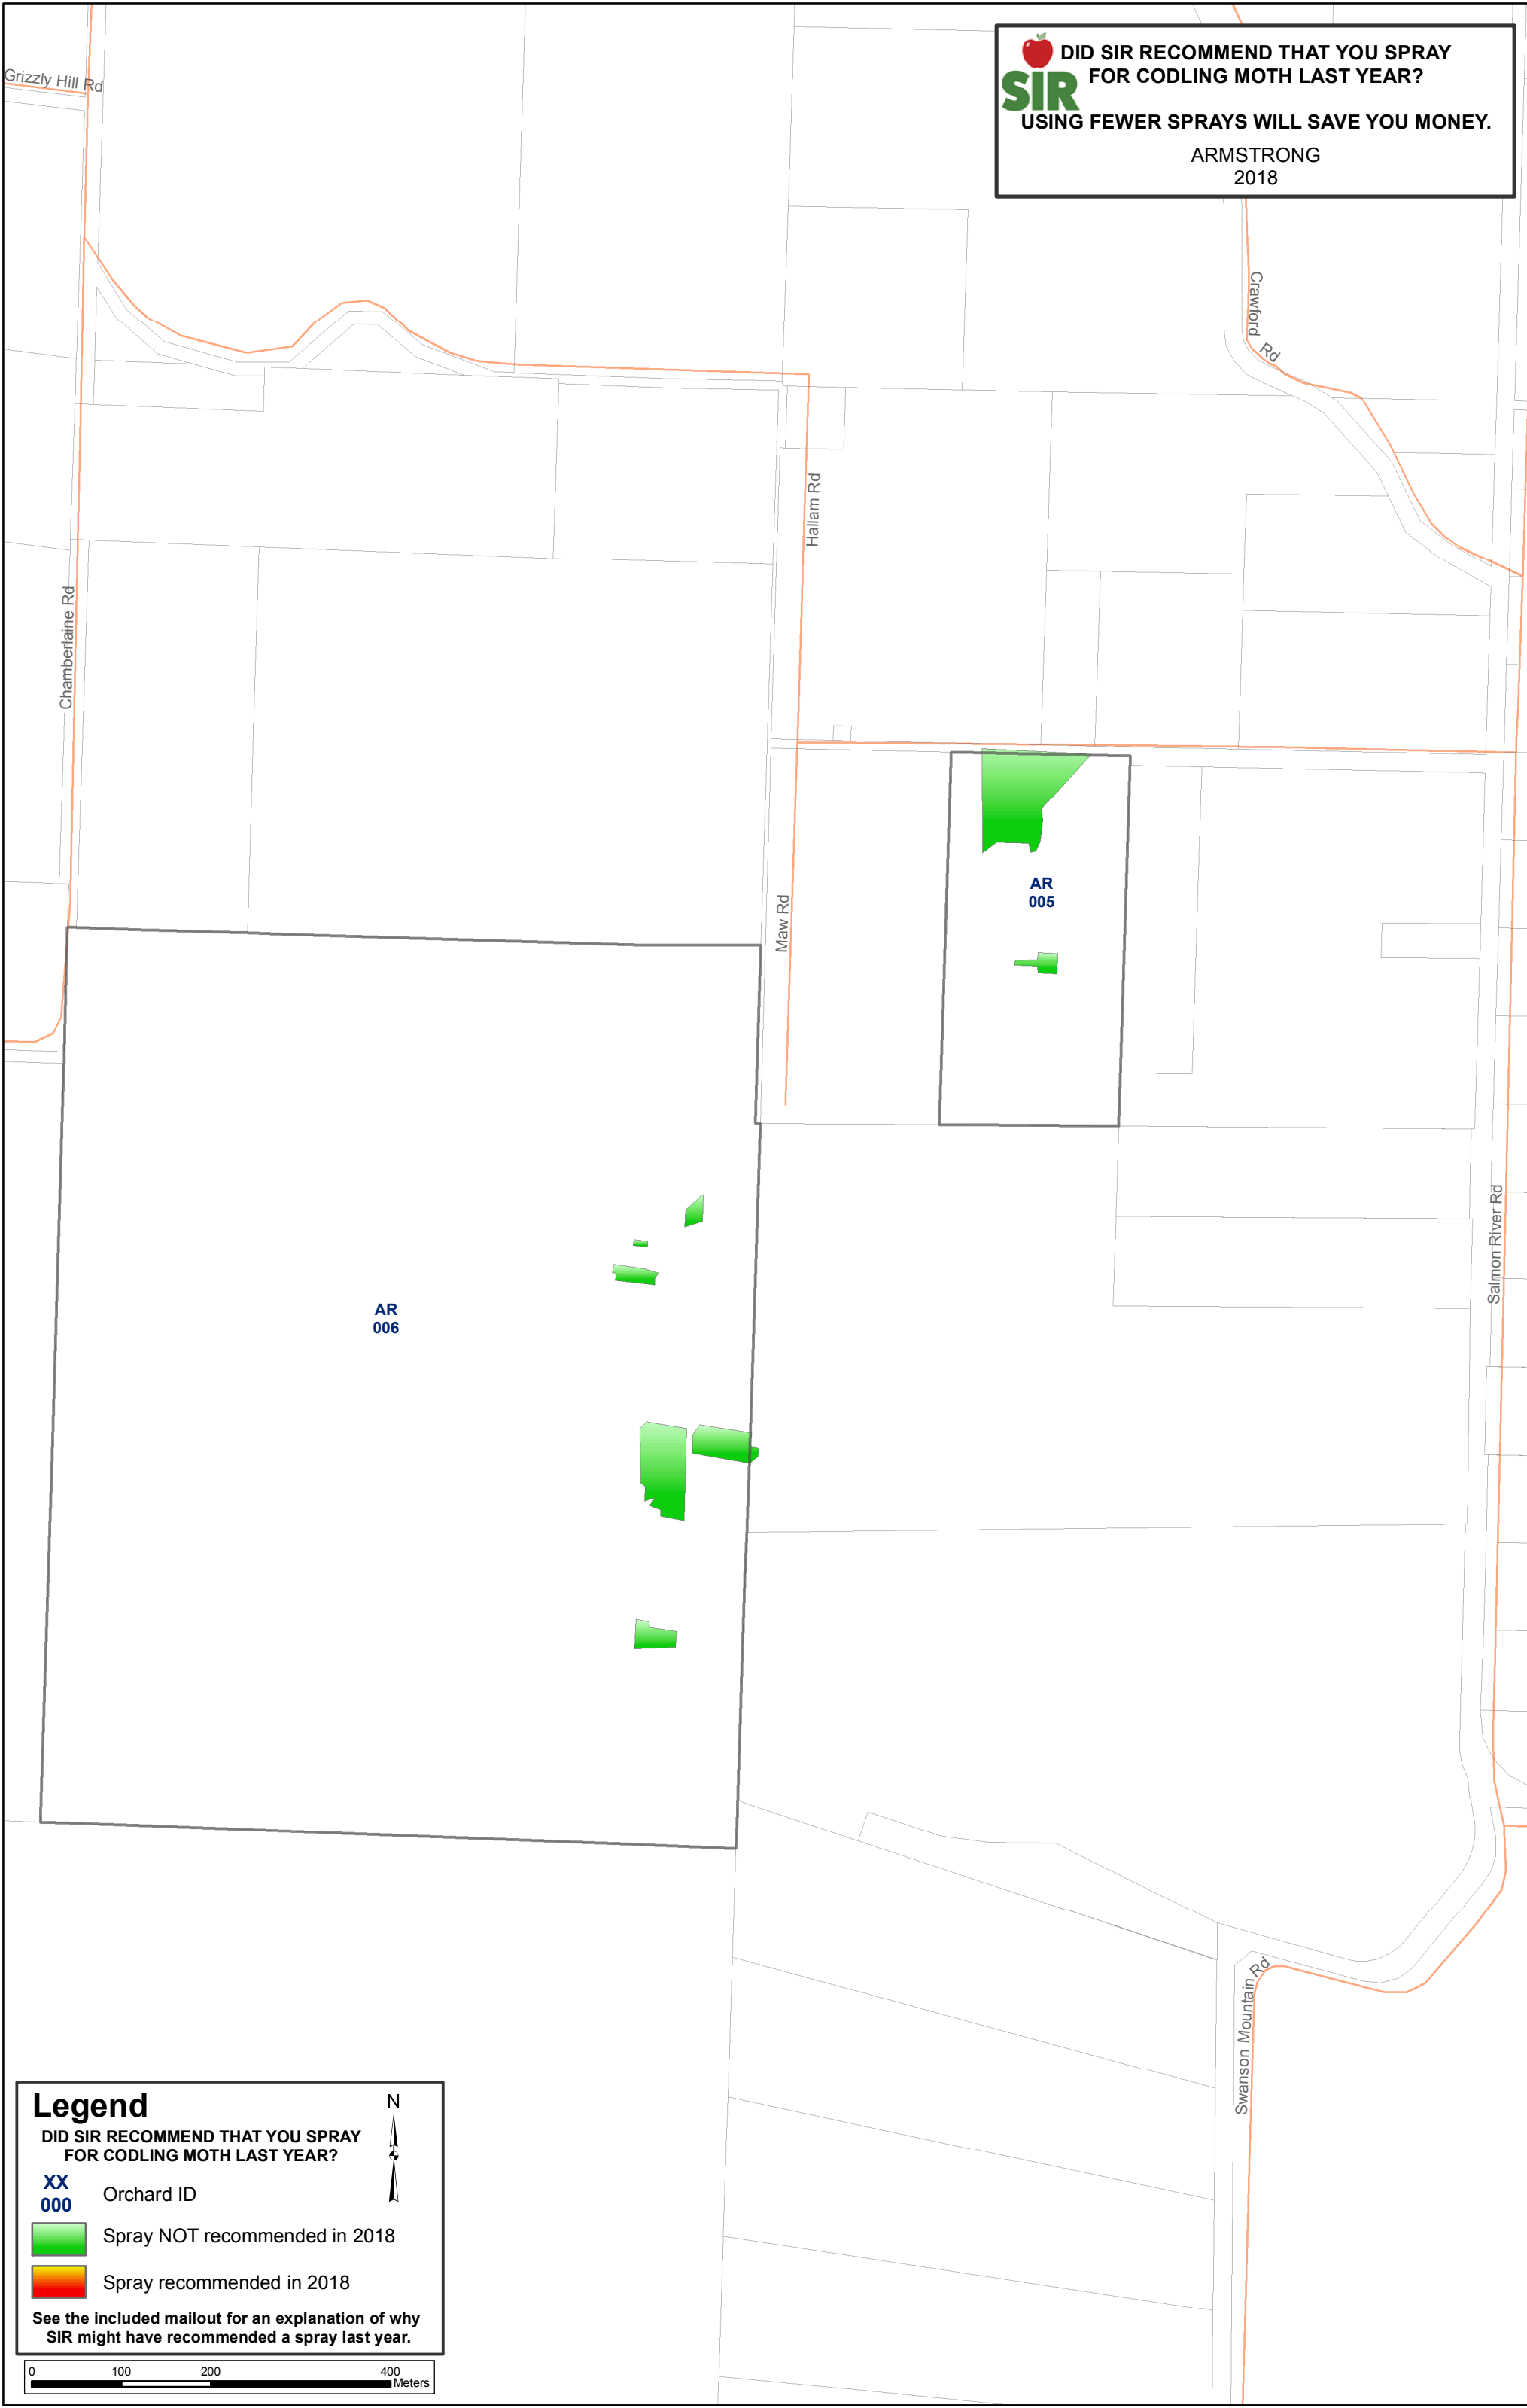 DID SIR RECOMMEND THAT YOU SPRAY
FOR CODLING MOTH LAST YEAR?
SIR
USING FEWER SPRAYS WILL SAVE YOU MONEY.
ARMSTRONG
2018
Grizzly Hill Rd
Crawford Rd
Hallam Rd
Chamberlaine Rd
Maw Rd
AR
005
Salmon River Rd
AR
006
Swanson Mountain Rd
Legend
N
DID SIR RECOMMEND THAT YOU SPRAY
FOR CODLING MOTH LAST YEAR?
XX
000
Orchard ID
Spray NOT recommended in 2018
Spray recommended in 2018
See the included mailout for an explanation of why
SIR might have recommended a spray last year.
0 100 200 400
Meters